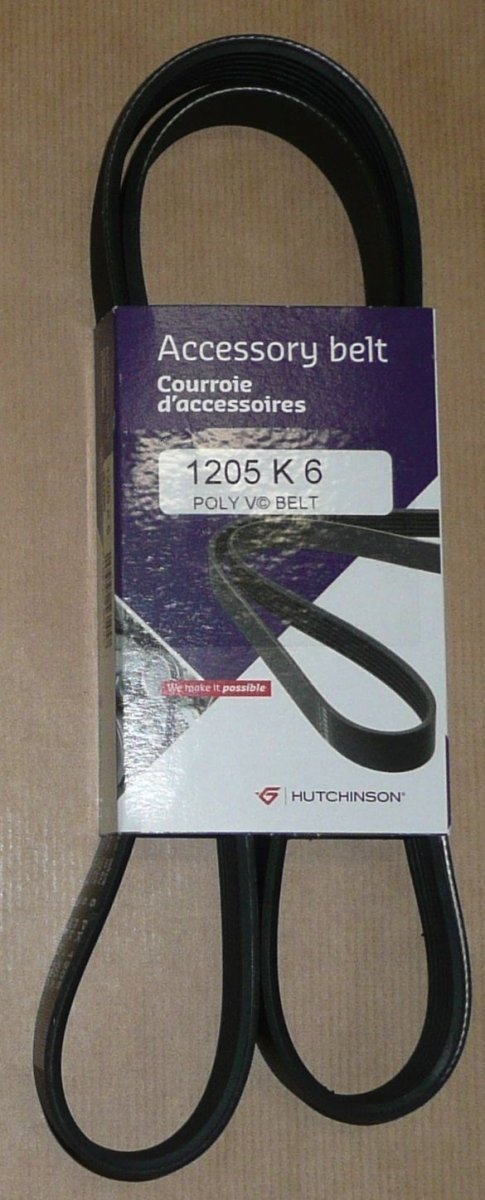 Accessory belt
Courroie
d'accessoires
1205 K 6
POLY V© BELT
We make it possible
HUTCHINSON®